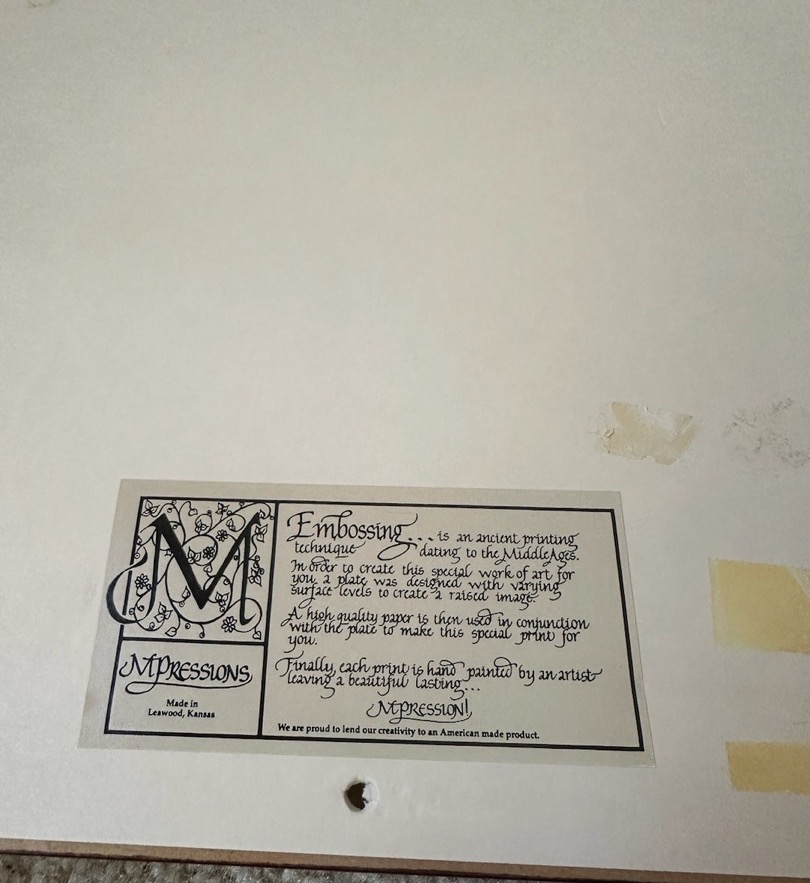 M
MPRESSIONS
Made in
Leawood, Kansas
Embossing... is an ancient printing
technique dating to the Middle Ages.
In order to create this special work of art for
you, a plate was designed with varying
surface levels to create a raised image.
A high quality paper is then used in conjunction
with the plate to make this special print for
you.
Finally, each print is hand painted by an artist
leaving a beautiful lasting...
MPRESSION!
We are proud to lend our creativity to an American made product.